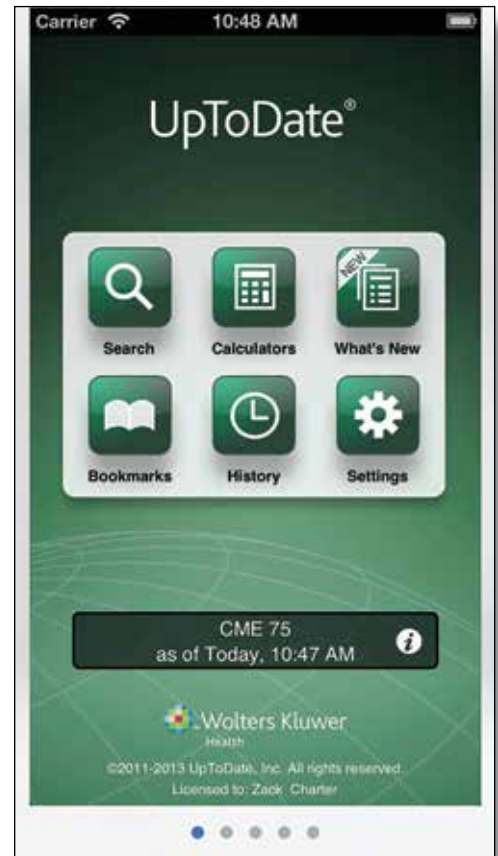 Carrier 10:48 AM
UpToDate®
Search Calculators What's New
NEW
Bookmarks History Settings
CME 75
as of Today, 10:47 AM
i
Wolters Kluwer
Health
©2011-2013 UpToDate, Inc. All rights reserved.
Licensed to: Zack Charter